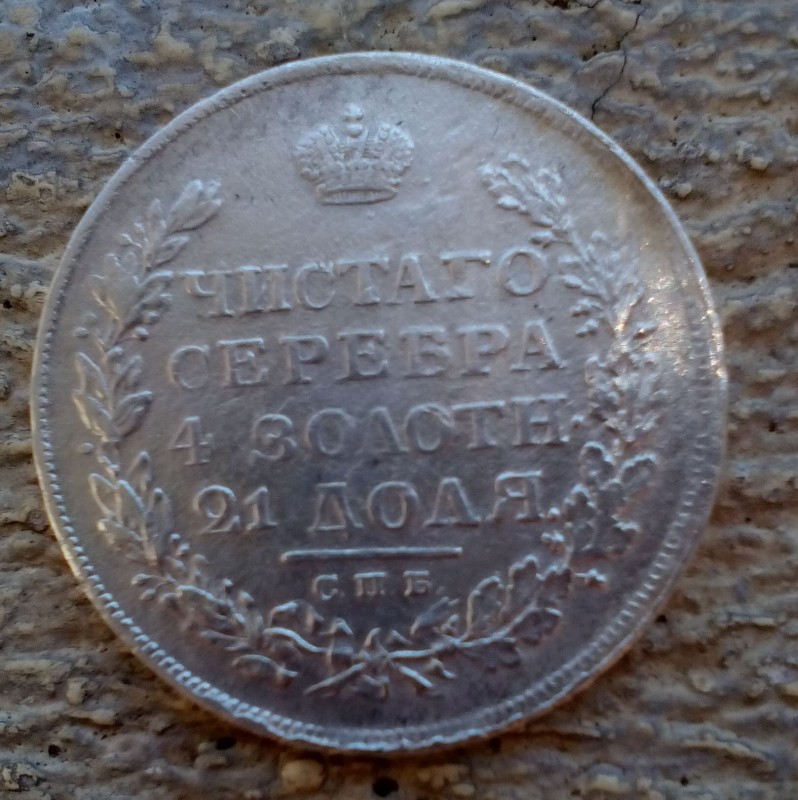 ЧИСТАГО
СЕРЕБРА
4 ЗОЛОТН
21 ДОЛЯ
С.П.Б.